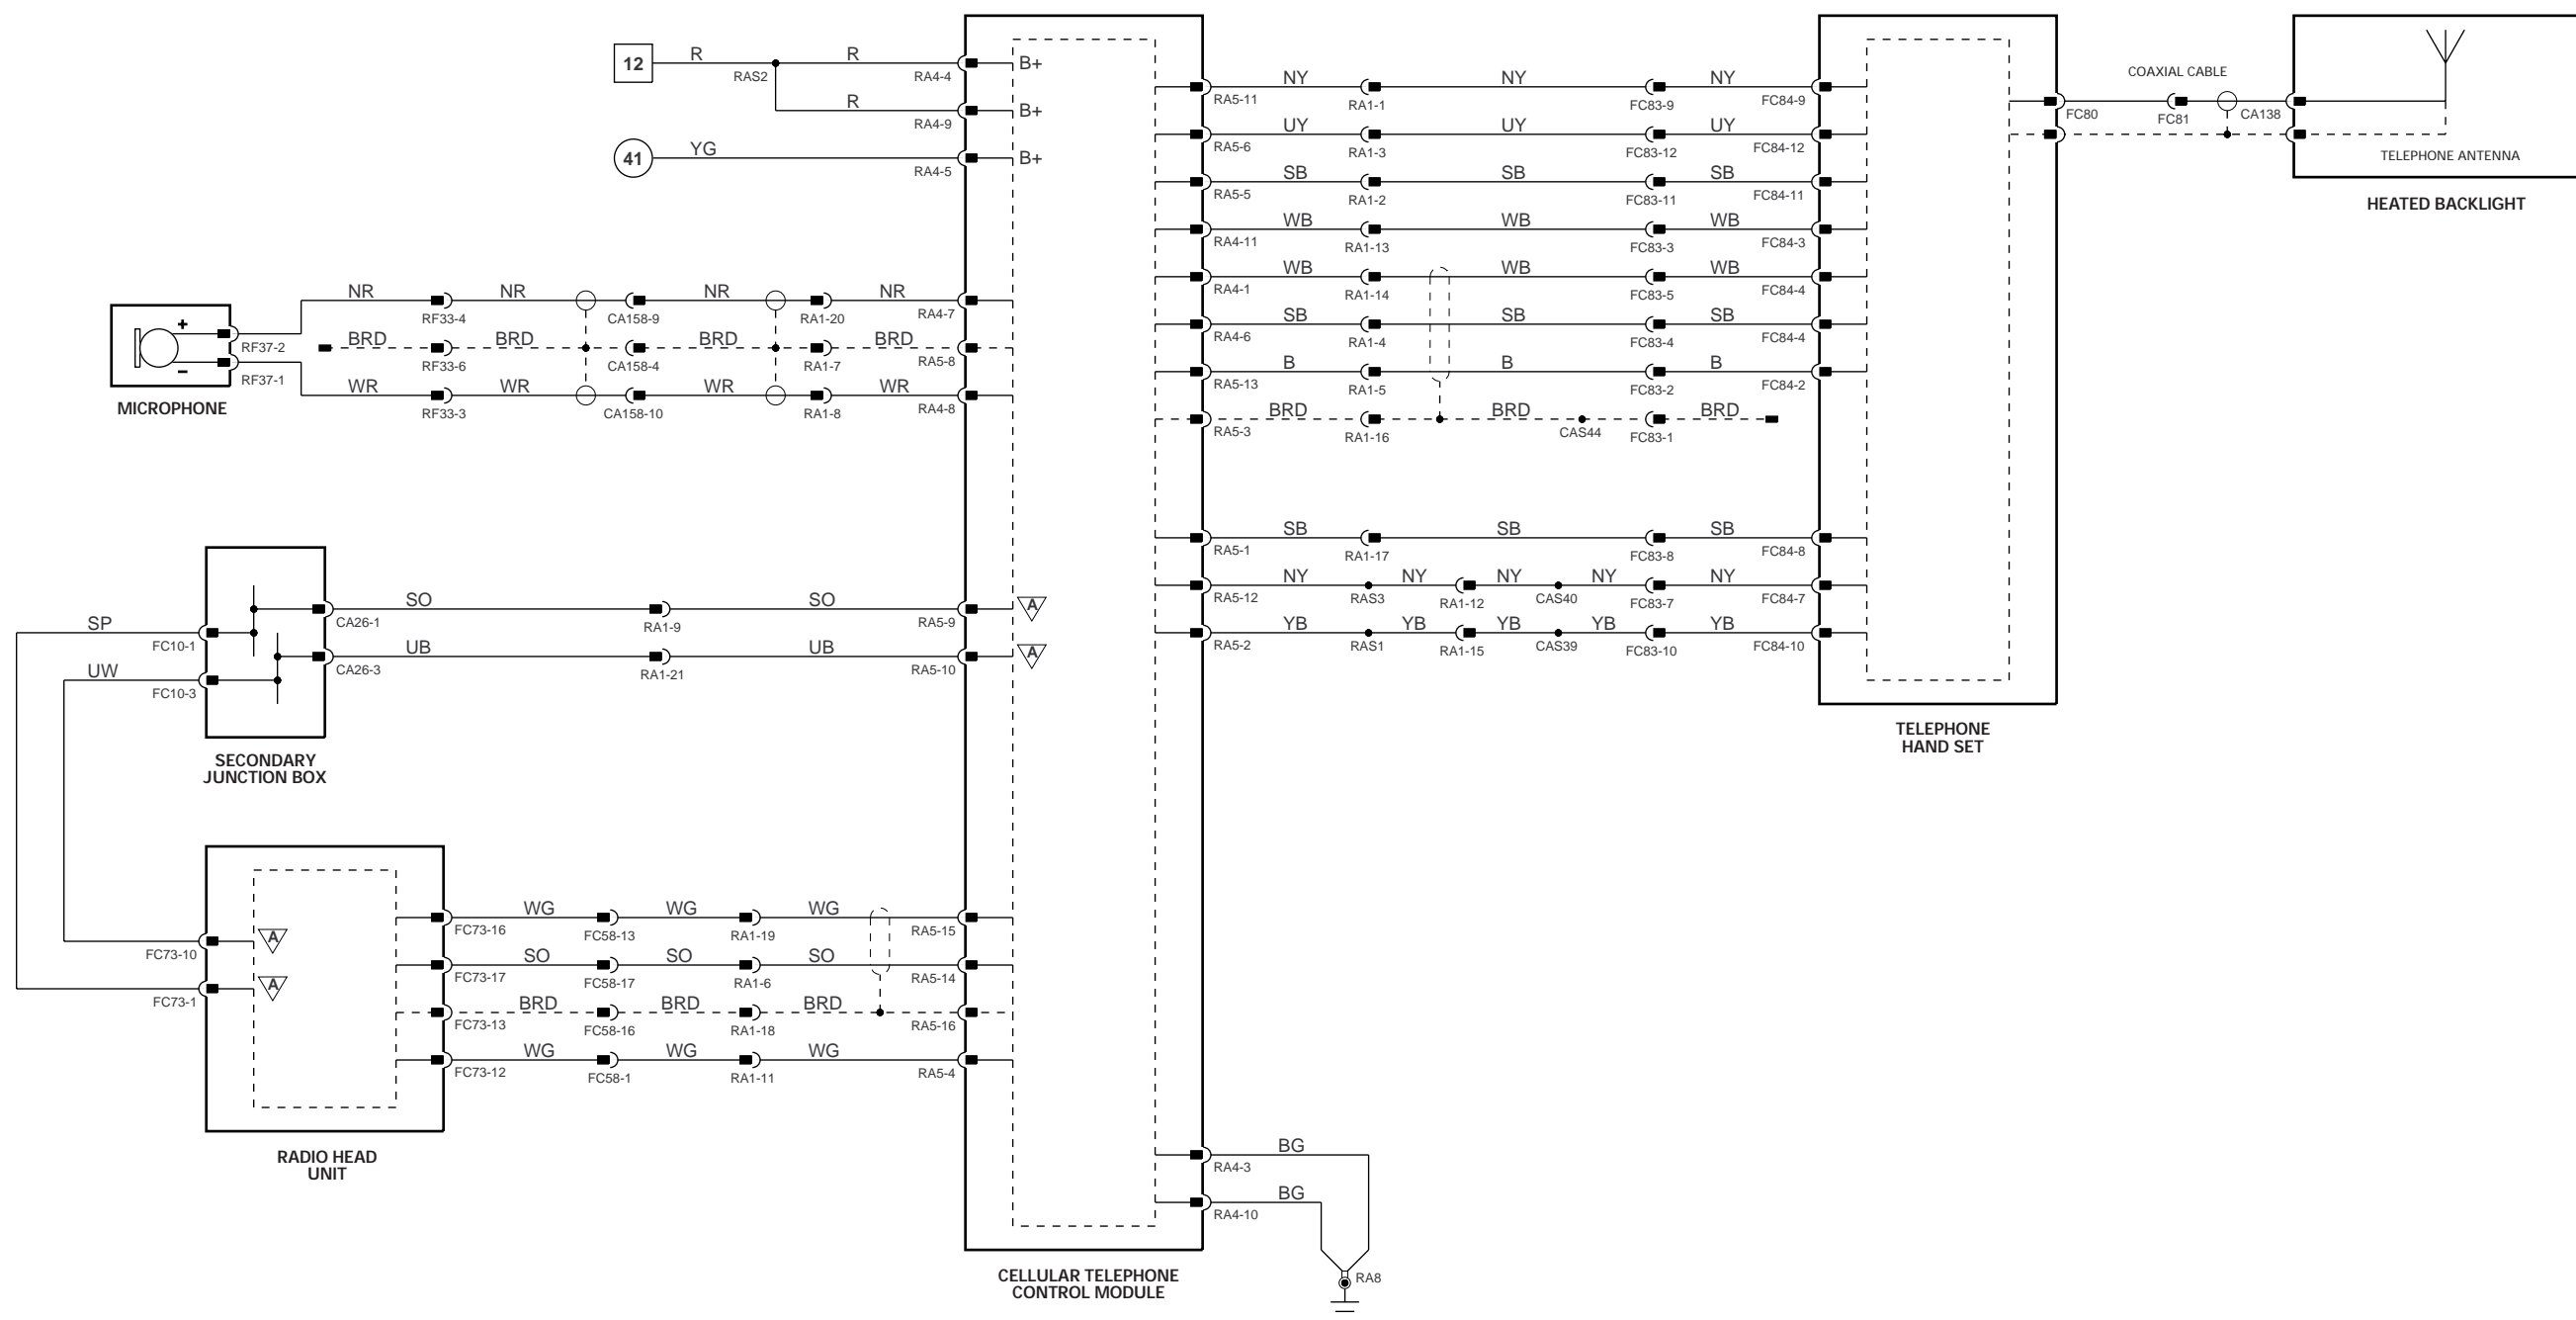 12
R
RAS2
R
RA4-4
B+
R
RA4-9
B+
41
YG
RA4-5
B+
MICROPHONE
+
−
RF37-2
RF37-1
NR NR NR NR
RF33-4 CA158-9 RA1-20 RA4-7
BRD BRD BRD BRD
RF33-6 CA158-4 RA1-7 RA5-8
WR WR WR WR
RF33-3 CA158-10 RA1-8 RA4-8
SP
FC10-1
UW
FC10-3
SO SO
CA26-1 RA1-9 RA5-9
A
UB UB
CA26-3 RA1-21 RA5-10
A
SECONDARY
JUNCTION BOX
FC73-10
A
FC73-1
A
WG WG WG
FC73-16 FC58-13 RA1-19 RA5-15
SO SO SO
FC73-17 FC58-17 RA1-6 RA5-14
BRD BRD BRD
FC73-13 FC58-16 RA1-18 RA5-16
WG WG WG
FC73-12 FC58-1 RA1-11 RA5-4
RADIO HEAD
UNIT
CELLULAR TELEPHONE
CONTROL MODULE
NY NY NY
RA5-11 RA1-1 FC83-9 FC84-9
UY UY UY
RA5-6 RA1-3 FC83-12 FC84-12
SB SB SB
RA5-5 RA1-2 FC83-11 FC84-11
WB WB WB
RA4-11 RA1-13 FC83-3 FC84-3
WB WB WB
RA4-1 RA1-14 FC83-5 FC84-4
SB SB SB
RA4-6 RA1-4 FC83-4 FC84-4
B B B
RA5-13 RA1-5 FC83-2 FC84-2
BRD BRD BRD
RA5-3 RA1-16 CAS44 FC83-1
SB SB SB
RA5-1 RA1-17 FC83-8 FC84-8
NY NY NY NY NY
RA5-12 RAS3 RA1-12 CAS40 FC83-7 FC84-7
YB YB YB YB YB
RA5-2 RAS1 RA1-15 CAS39 FC83-10 FC84-10
BG
RA4-3
BG
RA4-10
RA8
TELEPHONE
HAND SET
COAXIAL CABLE
FC80 FC81 CA138
TELEPHONE ANTENNA
HEATED BACKLIGHT